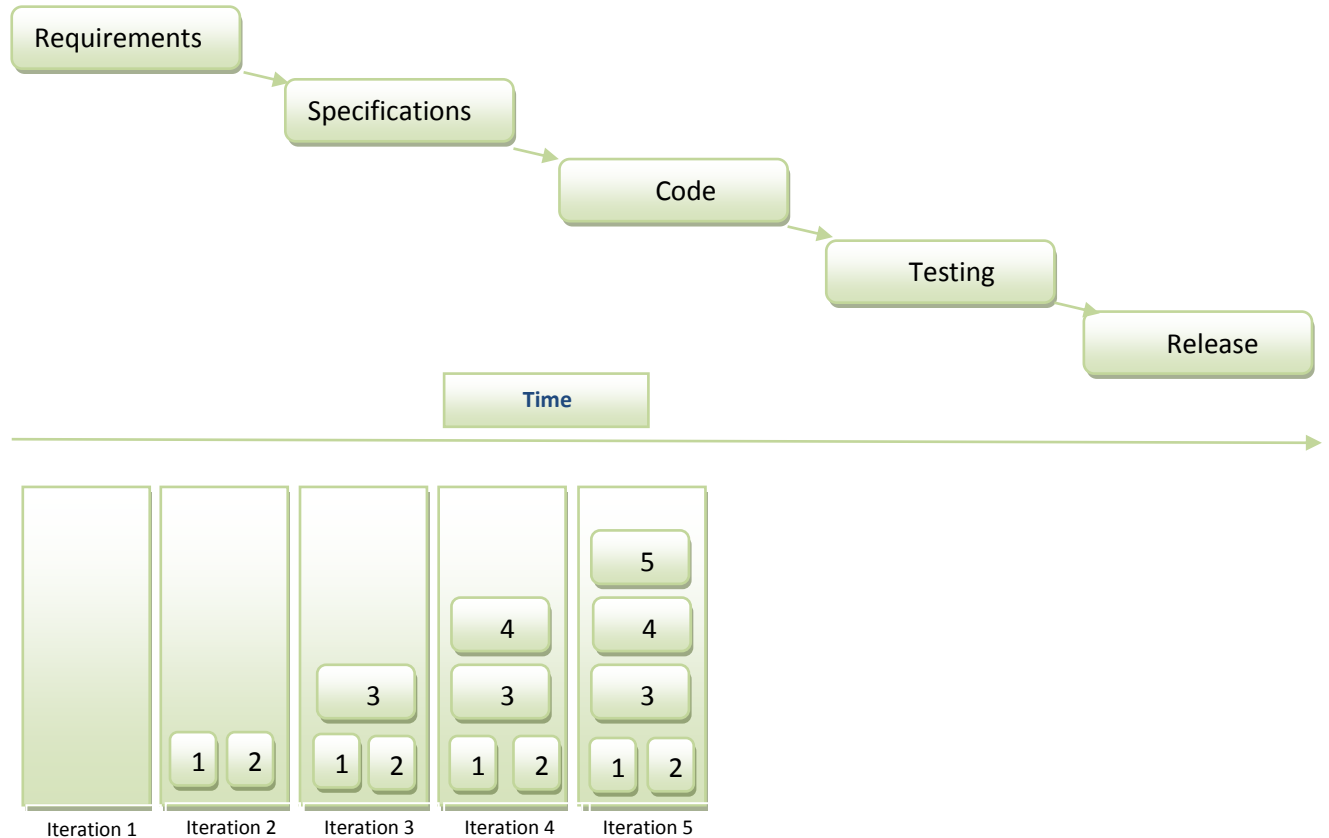 Requirements
Specifications
Code
Testing
Release
Time
5
4 4
3 3 3
1 2 1 2 1 2 1 2
Iteration 1 Iteration 2 Iteration 3 Iteration 4 Iteration 5